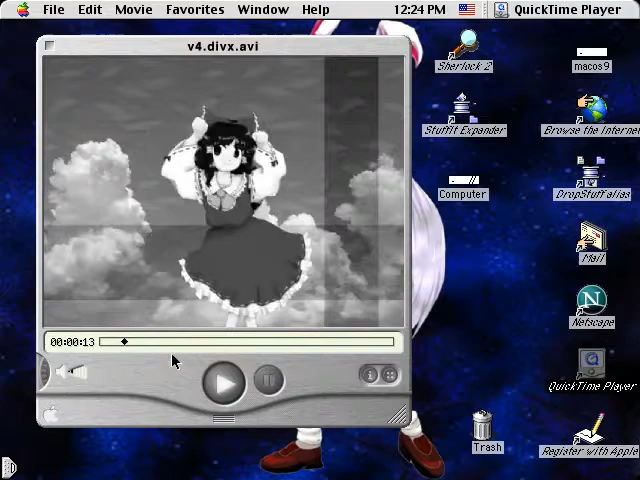 File Edit Movie Favorites Window Help 12:24 PM QuickTime Player
v4.divx.avi
Sherlock 2
macos9
StuffIt Expander
Browse the Internet
Computer
DropStuff alias
Mail
Netscape
00:00:13
QuickTime Player
Trash
Register with Apple